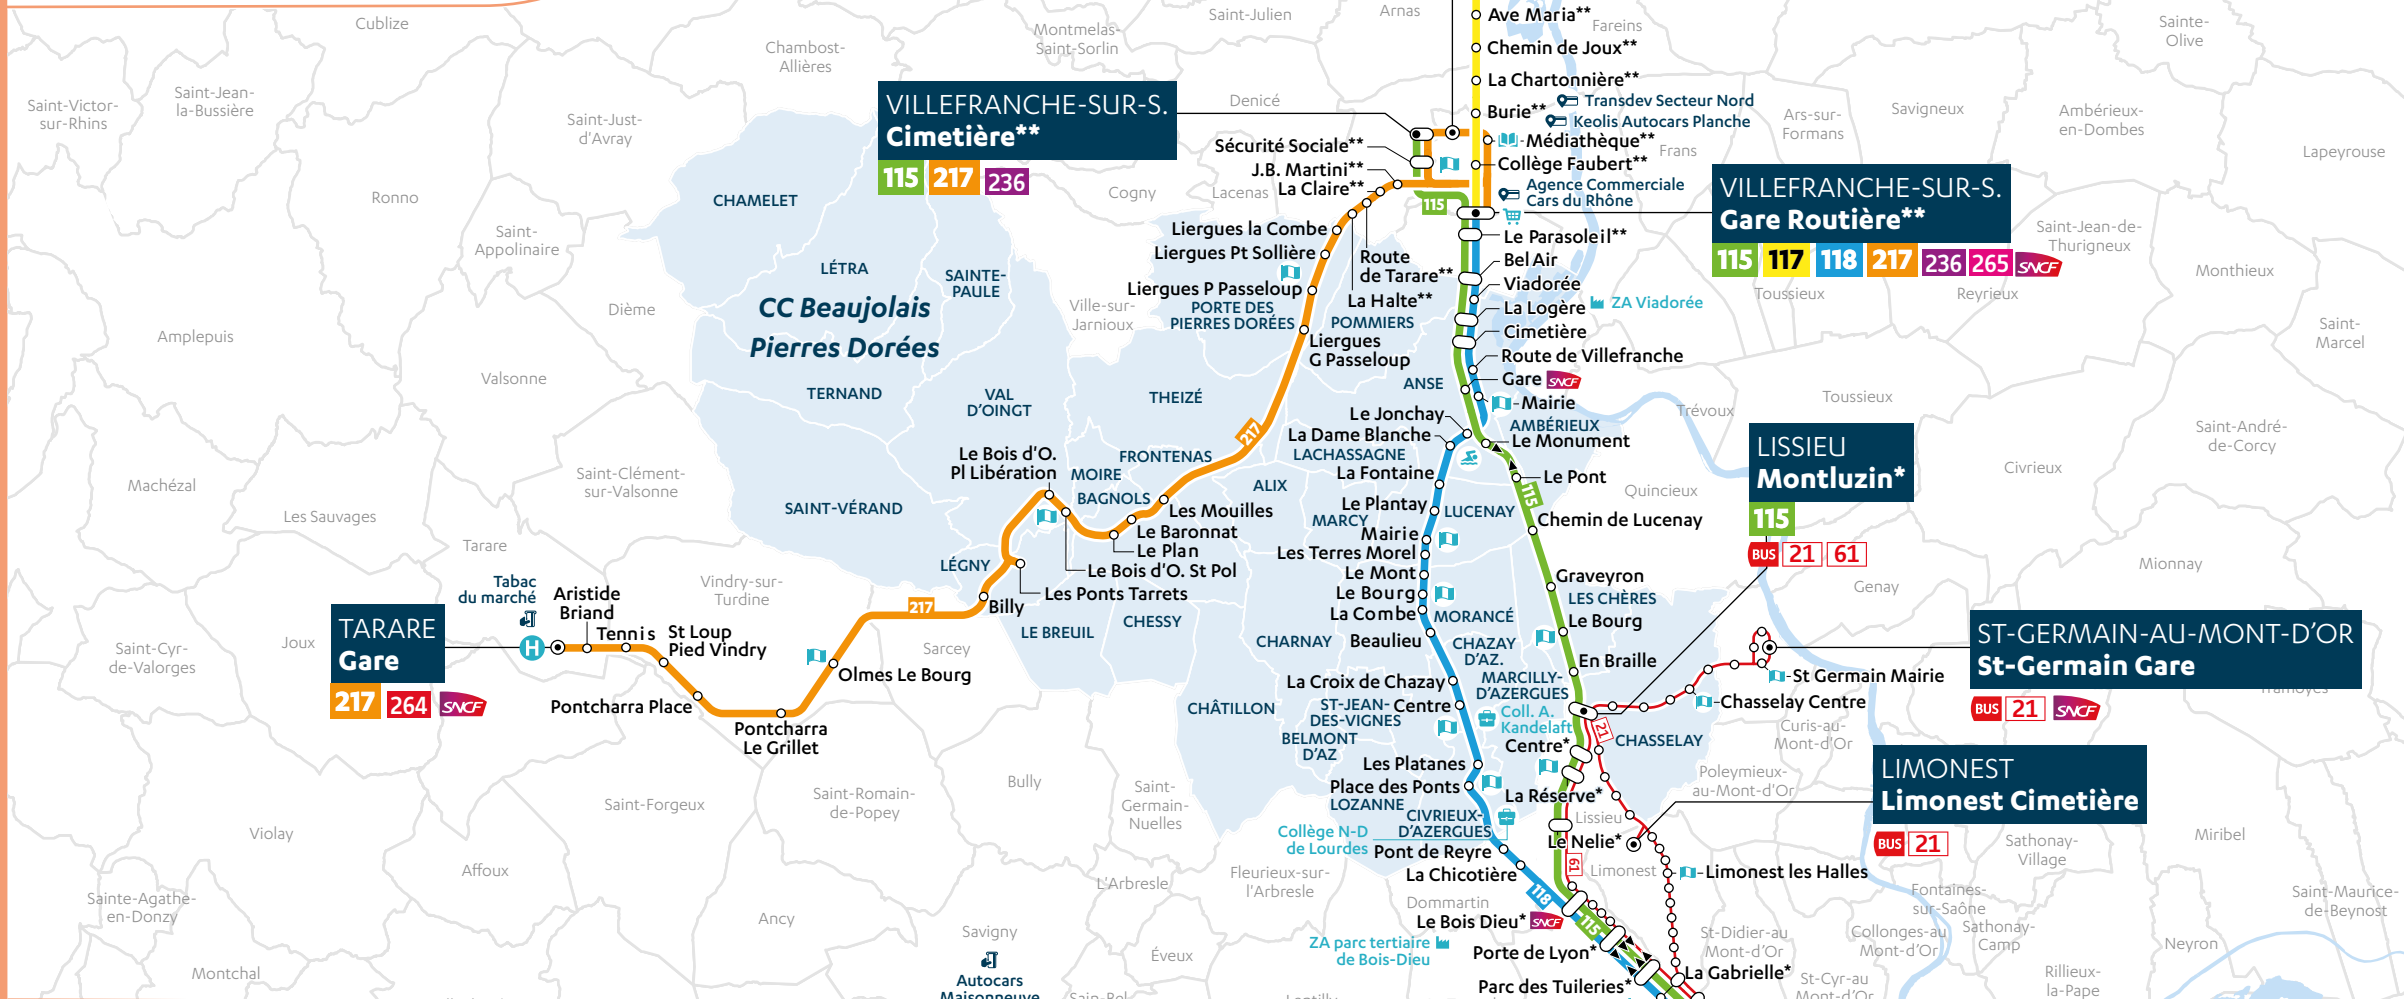 Cublize
Saint-Julien
Arnas
Ave Maria**
Fareins
Sainte-
Olive
Montmelas-
Saint-Sorlin
Chambost-
Allières
Chemin de Joux**
La Chartonnière**
Saint-Victor-
sur-Rhins
Saint-Jean-
la-Bussière
Saint-Just-
d'Avray
VILLEFRANCHE-SUR-S.
Cimetière**
115 217 236
Denicé
Burie**
Transdev Secteur Nord
Keolis Autocars Planche
Ars-sur-
Formans
Savigneux
Ambérieux-
en-Dombes
Lapeyrouse
Sécurité Sociale**
Médiathèque**
Frans
J.B. Martini**
Collège Faubert**
La Claire**
Agence Commerciale
Cars du Rhône
115
VILLEFRANCHE-SUR-S.
Gare Routière**
115 117 118 217 236 265 SNCF
Ronno
CHAMELET
Cogny
Lacenas
Saint-
Appolinaire
Liergues la Combe
Le Parasoleil**
Saint-Jean-de-
Thurigneux
Liergues Pt Sollière
Route
de Tarare**
Bel Air
LÉTRA
SAINTE-
PAULE
Viadorée
Monthieux
Liergues P Passeloup
La Halte**
La Logère
ZA Viadorée
Toussieux
Reyrieux
CC Beaujolais
Pierres Dorées
Dième
Ville-sur-
Jarnioux
PORTE DES
PIERRES DORÉES
POMMIERS
Cimetière
Amplepuis
Liergues
G Passeloup
Route de Villefranche
Saint-
Marcel
Valsonne
TERNAND
VAL
D'OINGT
THEIZÉ
ANSE
Gare SNCF
Mairie
Trévoux
Toussieux
Le Jonchay
AMBÉRIEUX
217
La Dame Blanche
Le Monument
LACHASSAGNE
Saint-André-
de-Corcy
LISSIEU
Montluzin*
115
BUS 21 61
Le Bois d'O.
Pl Libération
MOIRE
FRONTENAS
La Fontaine
Le Pont
Civrieux
Machézal
Saint-Clément-
sur-Valsonne
BAGNOLS
ALIX
115
Quincieux
SAINT-VÉRAND
Les Mouilles
Le Plantay
MARCY
LUCENAY
Chemin de Lucenay
Les Sauvages
Le Baronnat
Mairie
Tarare
Le Plan
Les Terres Morel
LÉGNY
Le Bois d'O. St Pol
Le Mont
Graveyron
Mionnay
Genay
Tabac
du marché
Aristide
Briand
Vindry-sur-
Turdine
Les Ponts Tarrets
Le Bourg
LES CHÈRES
217
Billy
La Combe
MORANCÉ
Le Bourg
TARARE
Gare
217 264 SNCF
H
Tennis
St Loup
Pied Vindry
LE BREUIL
CHESSY
CHARNAY
Beaulieu
CHAZAY
D'AZ.
ST-GERMAIN-AU-MONT-D'OR
St-Germain Gare
BUS 21 SNCF
Joux
Saint-Cyr-
de-Valorges
Sarcey
En Braille
Olmes Le Bourg
La Croix de Chazay
MARCILLY-
D'AZERGUES
St Germain Mairie
Pontcharra Place
CHÂTILLON
ST-JEAN-
DES-VIGNES
Centre
Coll. A.
Kandelaft
Chasselay Centre
Pontcharra
Le Grillet
BELMONT
D'AZ
Centre*
21
CHASSELAY
Curis-au-
Mont-d'Or
Les Platanes
Poleymieux-
au-Mont-d'Or
LIMONEST
Limonest Cimetière
BUS 21
Bully
Saint-
Germain-
Nuelles
Place des Ponts
La Réserve*
Saint-Forgeux
Saint-Romain-
de-Popey
LOZANNE
CIVRIEUX-
D'AZERGUES
Lissieu
Violay
Collège N-D
de Lourdes
Le Nelie*
Sathonay-
Village
Miribel
Pont de Reyre
61
Affoux
L'Arbresle
Fleurieux-sur-
l'Arbresle
La Chicotière
Limonest
Limonest les Halles
Sainte-Agathe-
en-Donzy
118
Dommartin
Fontaines-
sur-Saône
Saint-Maurice-
de-Beynost
Ancy
Le Bois Dieu* SNCF
115
Savigny
ZA parc tertiaire
de Bois-Dieu
Porte de Lyon*
St-Didier-au
Mont-d'Or
Collonges-au
Mont-d'Or
Sathonay-
Camp
Neyron
Éveux
Montchal
Autocars
Maisonneuve
Parc des Tuileries*
La Gabrielle*
St-Cyr-au
Mont-d'Or
Rillieux-
la-Pape
Sain-Bel
Lentilly